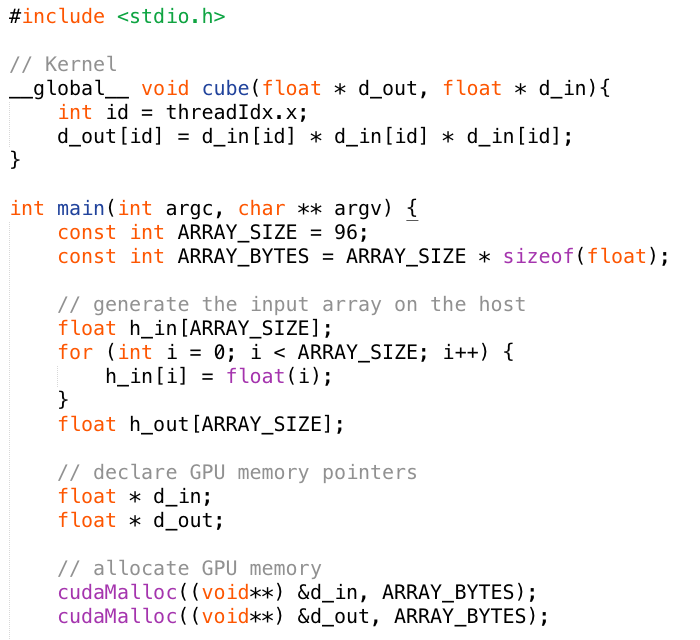 #include <stdio.h>
// Kernel
__global__ void cube(float * d_out, float * d_in){
int id = threadIdx.x;
d_out[id] = d_in[id] * d_in[id] * d_in[id];
}
int main(int argc, char ** argv) {
const int ARRAY_SIZE = 96;
const int ARRAY_BYTES = ARRAY_SIZE * sizeof(float);
// generate the input array on the host
float h_in[ARRAY_SIZE];
for (int i = 0; i < ARRAY_SIZE; i++) {
h_in[i] = float(i);
}
float h_out[ARRAY_SIZE];
// declare GPU memory pointers
float * d_in;
float * d_out;
// allocate GPU memory
cudaMalloc((void**) &d_in, ARRAY_BYTES);
cudaMalloc((void**) &d_out, ARRAY_BYTES);